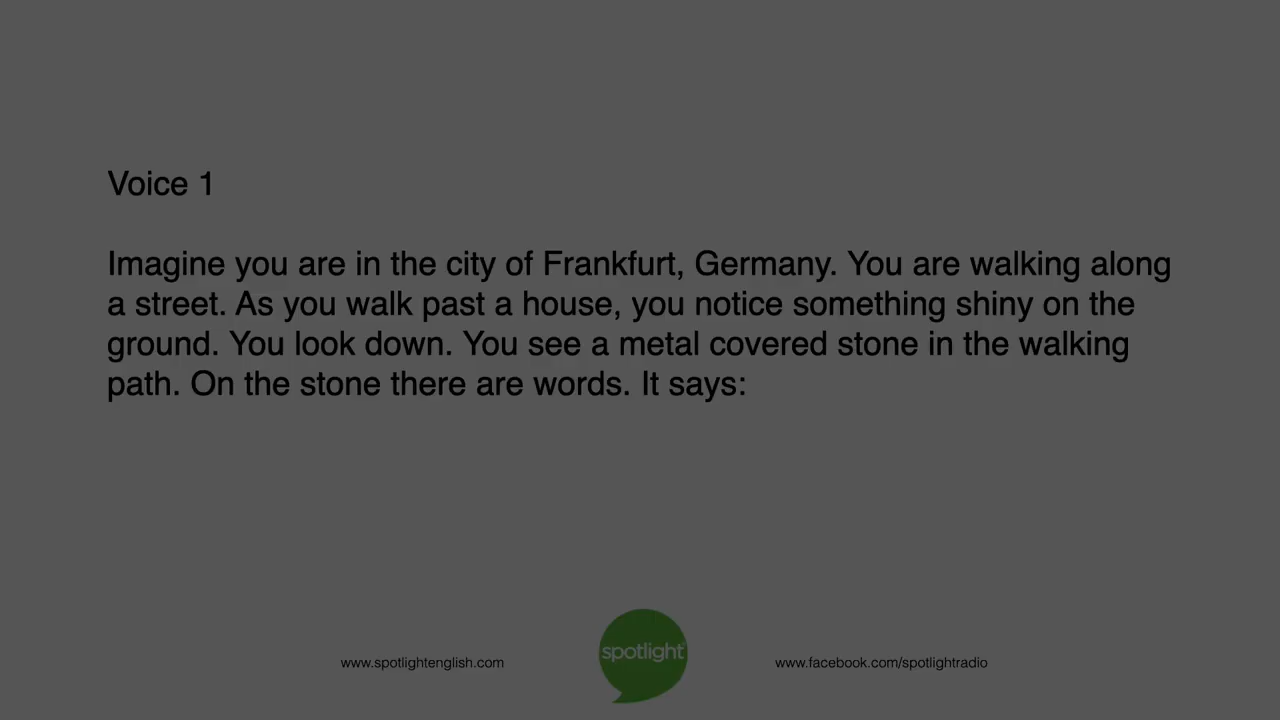 Voice 1
Imagine you are in the city of Frankfurt, Germany. You are walking along
a street. As you walk past a house, you notice something shiny on the
ground. You look down. You see a metal covered stone in the walking
path. On the stone there are words. It says:
www.spotlightenglish.com
spotlight
www.facebook.com/spotlightradio